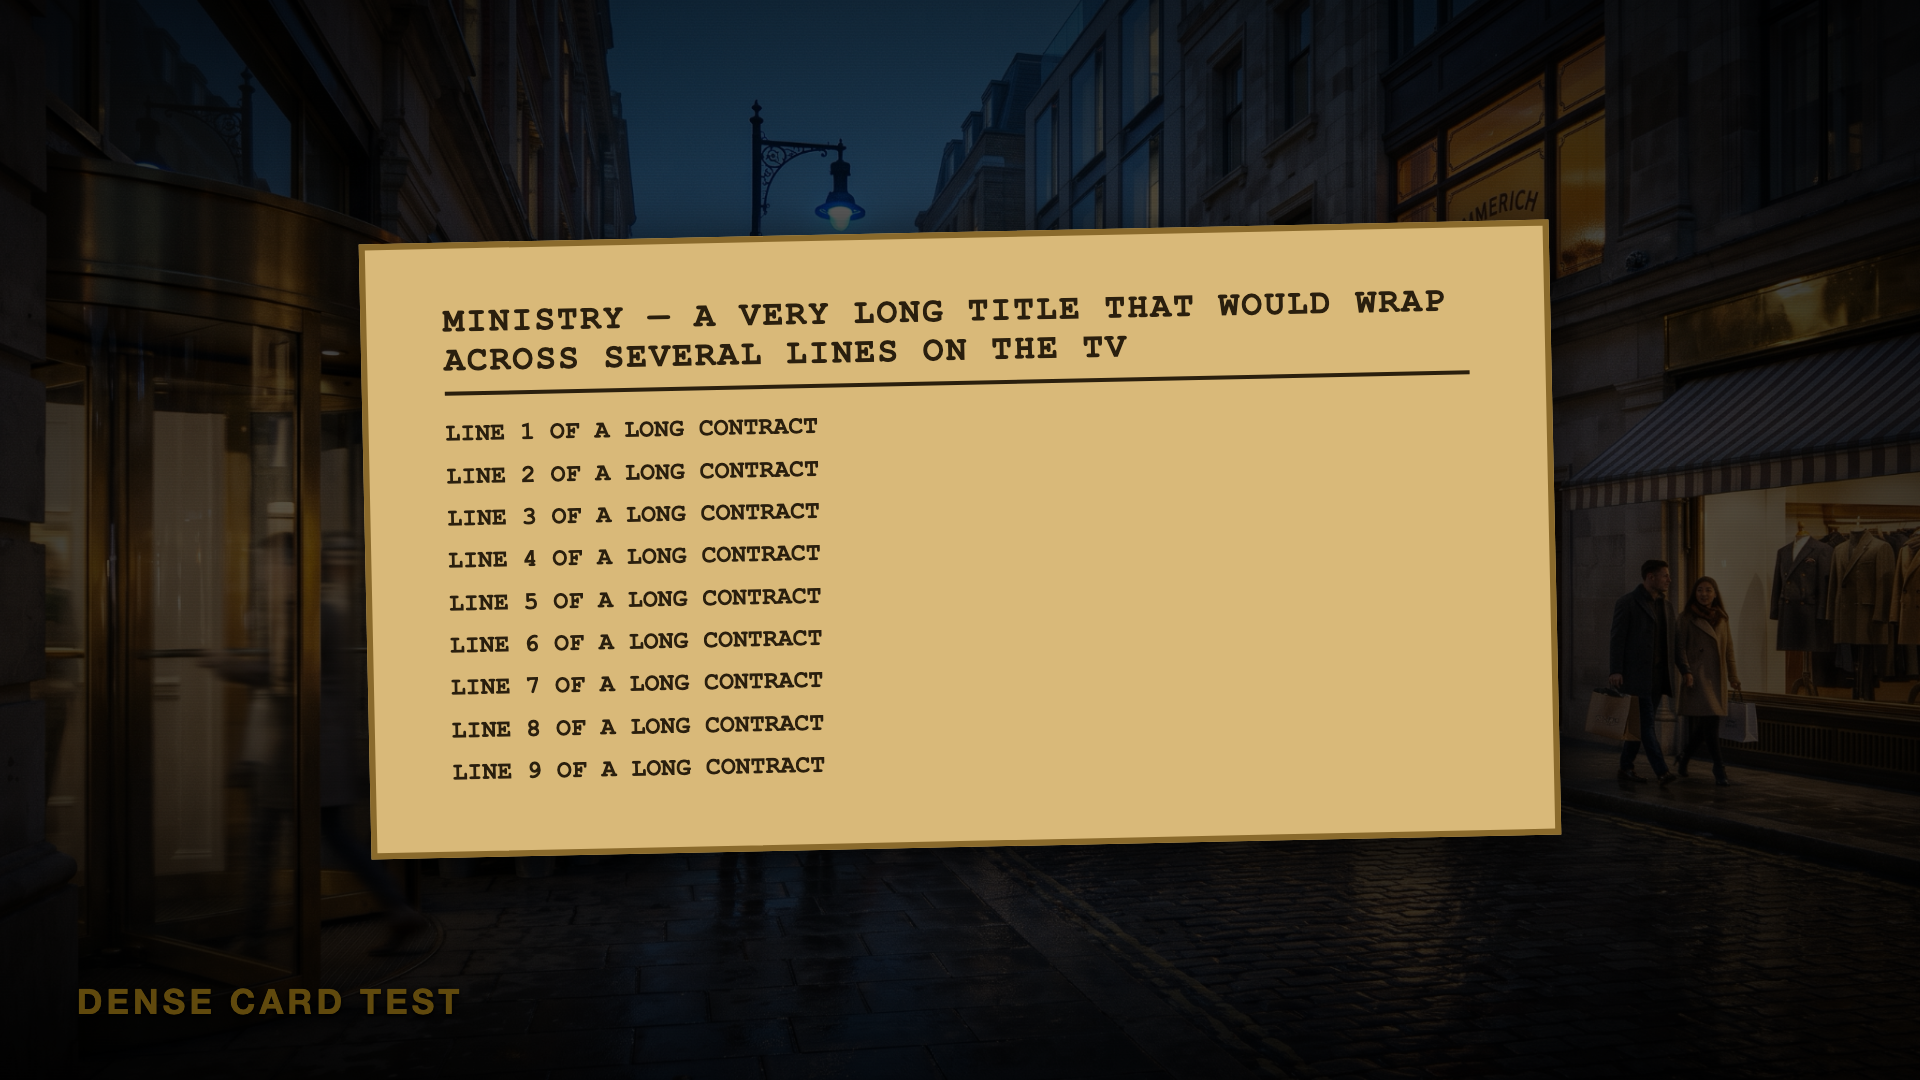 MINISTRY — A VERY LONG TITLE THAT WOULD WRAP
ACROSS SEVERAL LINES ON THE TV
LINE 1 OF A LONG CONTRACT
LINE 2 OF A LONG CONTRACT
LINE 3 OF A LONG CONTRACT
LINE 4 OF A LONG CONTRACT
LINE 5 OF A LONG CONTRACT
LINE 6 OF A LONG CONTRACT
LINE 7 OF A LONG CONTRACT
LINE 8 OF A LONG CONTRACT
LINE 9 OF A LONG CONTRACT
DENSE CARD TEST